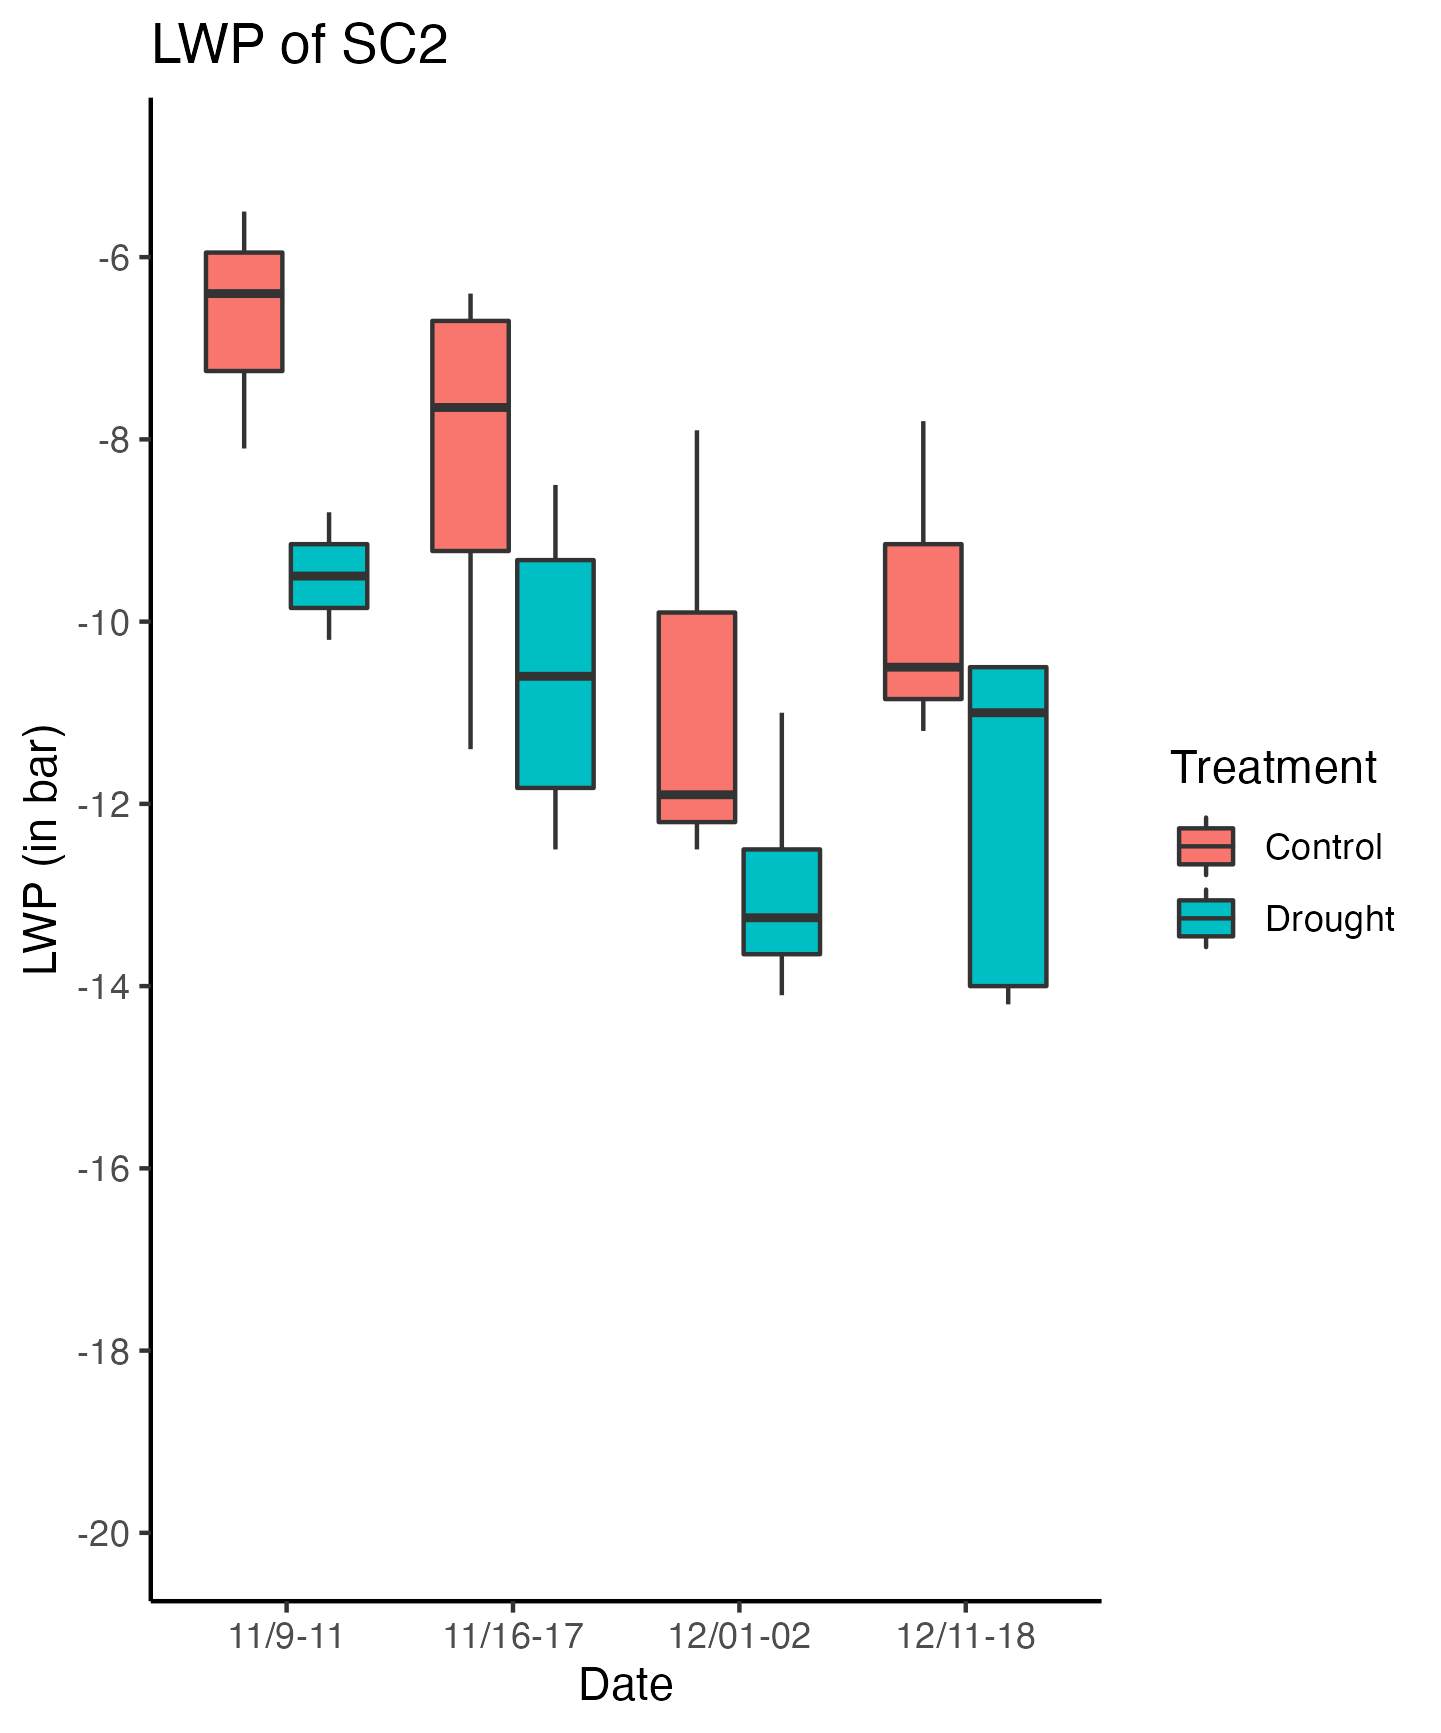 LWP of SC2
LWP (in bar)
-6
-8
-10
-12
-14
-16
-18
-20
11/9-11
11/16-17
12/01-02
12/11-18
Date
Treatment
Control
Drought